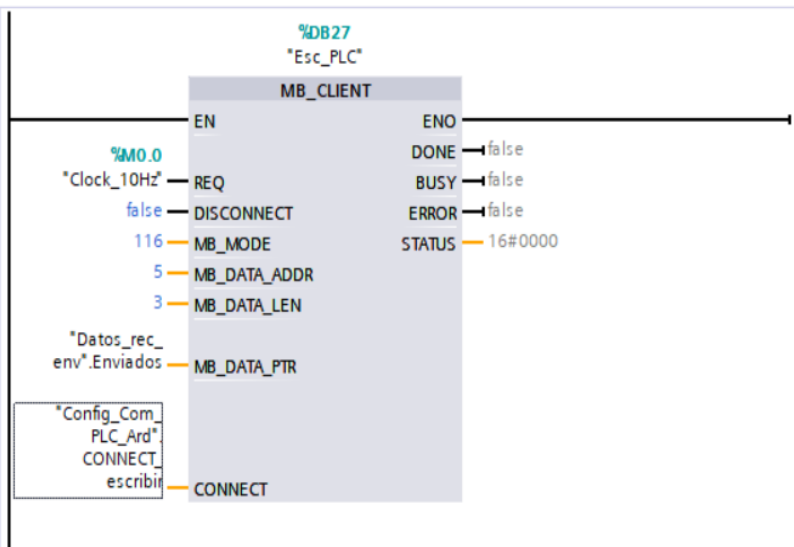 %DB27
"Esc_PLC"
MB_CLIENT
EN ENO
DONE false
%M0.0
"Clock_10Hz" REQ BUSY false
false DISCONNECT ERROR false
116 MB_MODE STATUS 16#0000
5 MB_DATA_ADDR
3 MB_DATA_LEN
"Datos_rec_
env".Enviados MB_DATA_PTR
"Config_Com_
PLC_Ard".
CONNECT_
escribir CONNECT